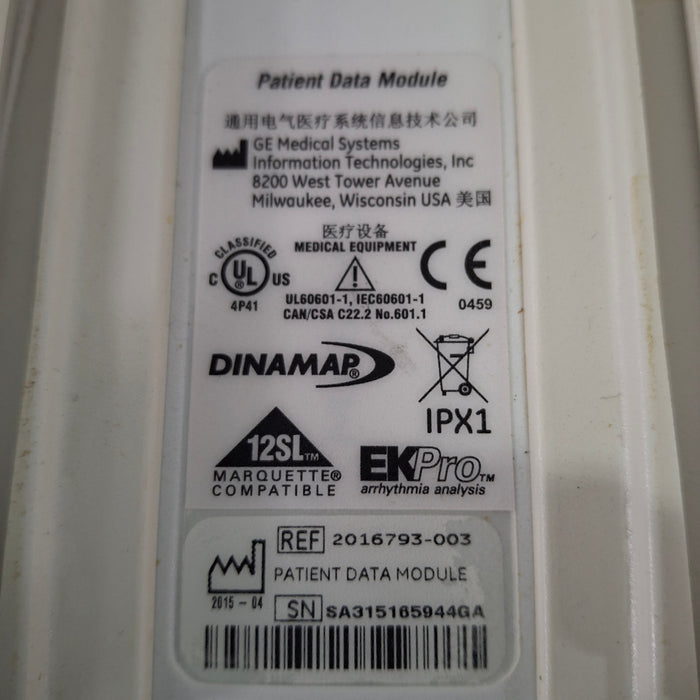 Patient Data Module
通用电气医疗系统信息技术公司
GE Medical Systems
Information Technologies, Inc
8200 West Tower Avenue
Milwaukee, Wisconsin USA 美国
医疗设备
MEDICAL EQUIPMENT
CLASSIFIED
C UL® US
4P41
UL60601-1, IEC60601-1
CAN/CSA C22.2 No.601.1
CE
0459
DINAMAP®
IPX1
12SL™
MARQUETTE®
COMPATIBLE
EKPro™
arrhythmia analysis
REF 2016793-003
PATIENT DATA MODULE
2015-04
SN SA315165944GA